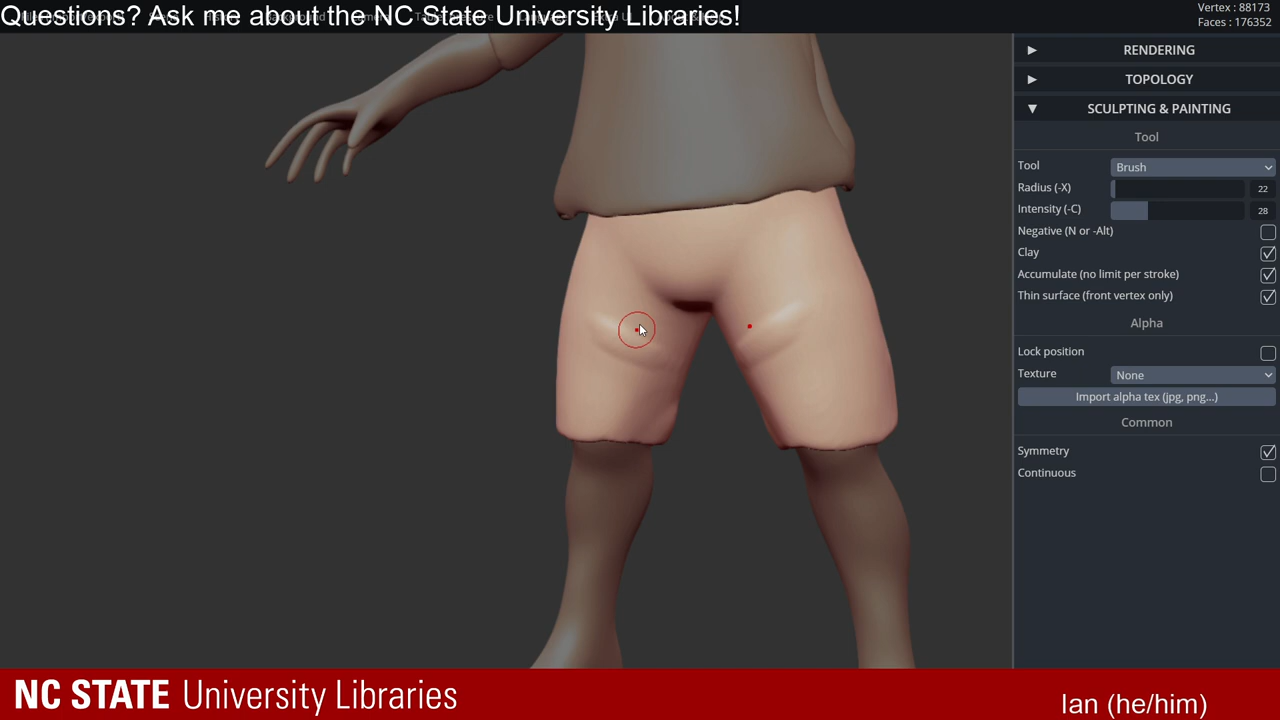 Questions? Ask me about the NC State University Libraries!
Vertex : 88173
Faces : 176352
RENDERING
TOPOLOGY
SCULPTING & PAINTING
Tool
Tool Brush
Radius (-X) 22
Intensity (-C) 28
Negative (N or -Alt)
Clay
Accumulate (no limit per stroke)
Thin surface (front vertex only)
Alpha
Lock position
Texture None
Import alpha tex (jpg, png...)
Common
Symmetry
Continuous
NC STATE University Libraries
Ian (he/him)